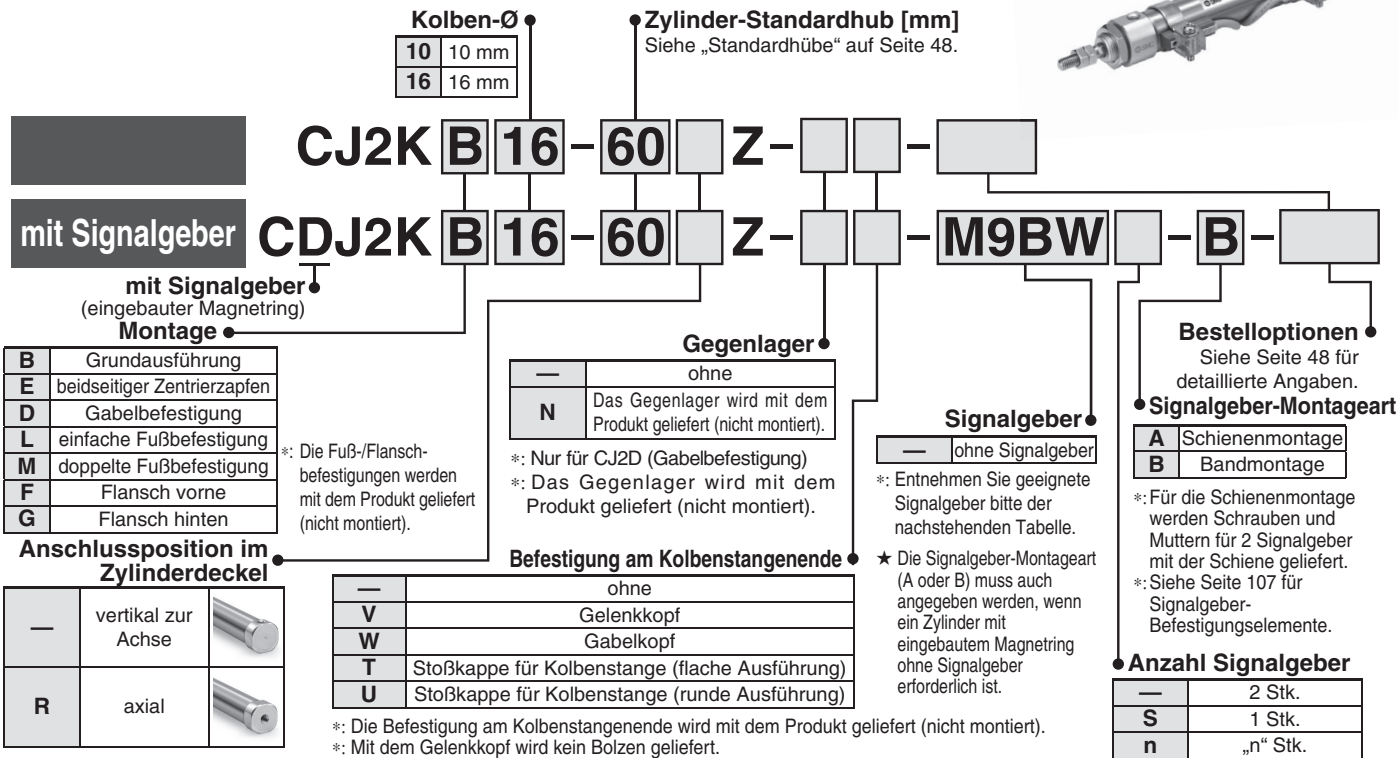 Kolben-Ø
10 10 mm
16 16 mm
Zylinder-Standardhub [mm]
Siehe „Standardhübe“ auf Seite 48.
CJ2K B 16 - 60 Z -  -
mit Signalgeber CDJ2K B 16 - 60 Z -  - M9BW - B -
mit Signalgeber
(eingebauter Magnetring)
Montage
B Grundausführung
E beidseitiger Zentrierzapfen
D Gabelbefestigung
L einfache Fußbefestigung
M doppelte Fußbefestigung
F Flansch vorne
G Flansch hinten
*: Die Fuß-/Flansch-
befestigungen werden
mit dem Produkt geliefert
(nicht montiert).
Anschlussposition im
Zylinderdeckel
— vertikal zur
Achse
R axial
Gegenlager
— ohne
N Das Gegenlager wird mit dem
Produkt geliefert (nicht montiert).
*: Nur für CJ2D (Gabelbefestigung)
*: Das Gegenlager wird mit dem
Produkt geliefert (nicht montiert).
Befestigung am Kolbenstangenende
— ohne
V Gelenkkopf
W Gabelkopf
T Stoßkappe für Kolbenstange (flache Ausführung)
U Stoßkappe für Kolbenstange (runde Ausführung)
*: Die Befestigung am Kolbenstangenende wird mit dem Produkt geliefert (nicht montiert).
*: Mit dem Gelenkkopf wird kein Bolzen geliefert.
Signalgeber
— ohne Signalgeber
*: Entnehmen Sie geeignete
Signalgeber bitte der
nachstehenden Tabelle.
★ Die Signalgeber-Montageart
(A oder B) muss auch
angegeben werden, wenn
ein Zylinder mit
eingebautem Magnetring
ohne Signalgeber
erforderlich ist.
Bestelloptionen
Siehe Seite 48 für
detaillierte Angaben.
Signalgeber-Montageart
A Schienenmontage
B Bandmontage
*: Für die Schienenmontage
werden Schrauben und
Muttern für 2 Signalgeber
mit der Schiene geliefert.
*: Siehe Seite 107 für
Signalgeber-
Befestigungselemente.
Anzahl Signalgeber
— 2 Stk.
S 1 Stk.
n „n“ Stk.